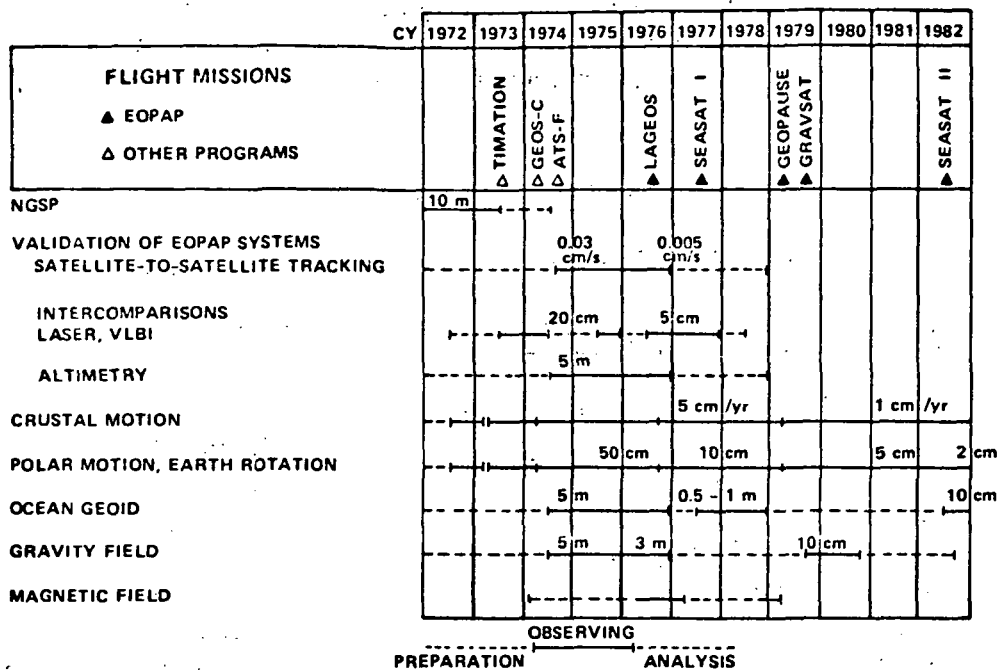 CY 1972 1973 1974 1975 1976 1977 1978 1979 1980 1981 1982
FLIGHT MISSIONS
▲ EOPAP
△ OTHER PROGRAMS
△ TIMATION
△ GEOS-C
△ ATS-F
▲ LAGEOS
▲ SEASAT I
▲ GEOPAUSE
▲ GRAVSAT
▲ SEASAT II
NGSP 10 m
VALIDATION OF EOPAP SYSTEMS
SATELLITE-TO-SATELLITE TRACKING 0.03 cm/s 0.005 cm/s
INTERCOMPARISONS
LASER, VLBI 20 cm 5 cm
ALTIMETRY 5 m
CRUSTAL MOTION 5 cm/yr 1 cm/yr
POLAR MOTION, EARTH ROTATION 50 cm 10 cm 5 cm 2 cm
OCEAN GEOID 5 m 0.5 - 1 m 10 cm
GRAVITY FIELD 5 m 3 m 10 cm
MAGNETIC FIELD
OBSERVING
PREPARATION ANALYSIS